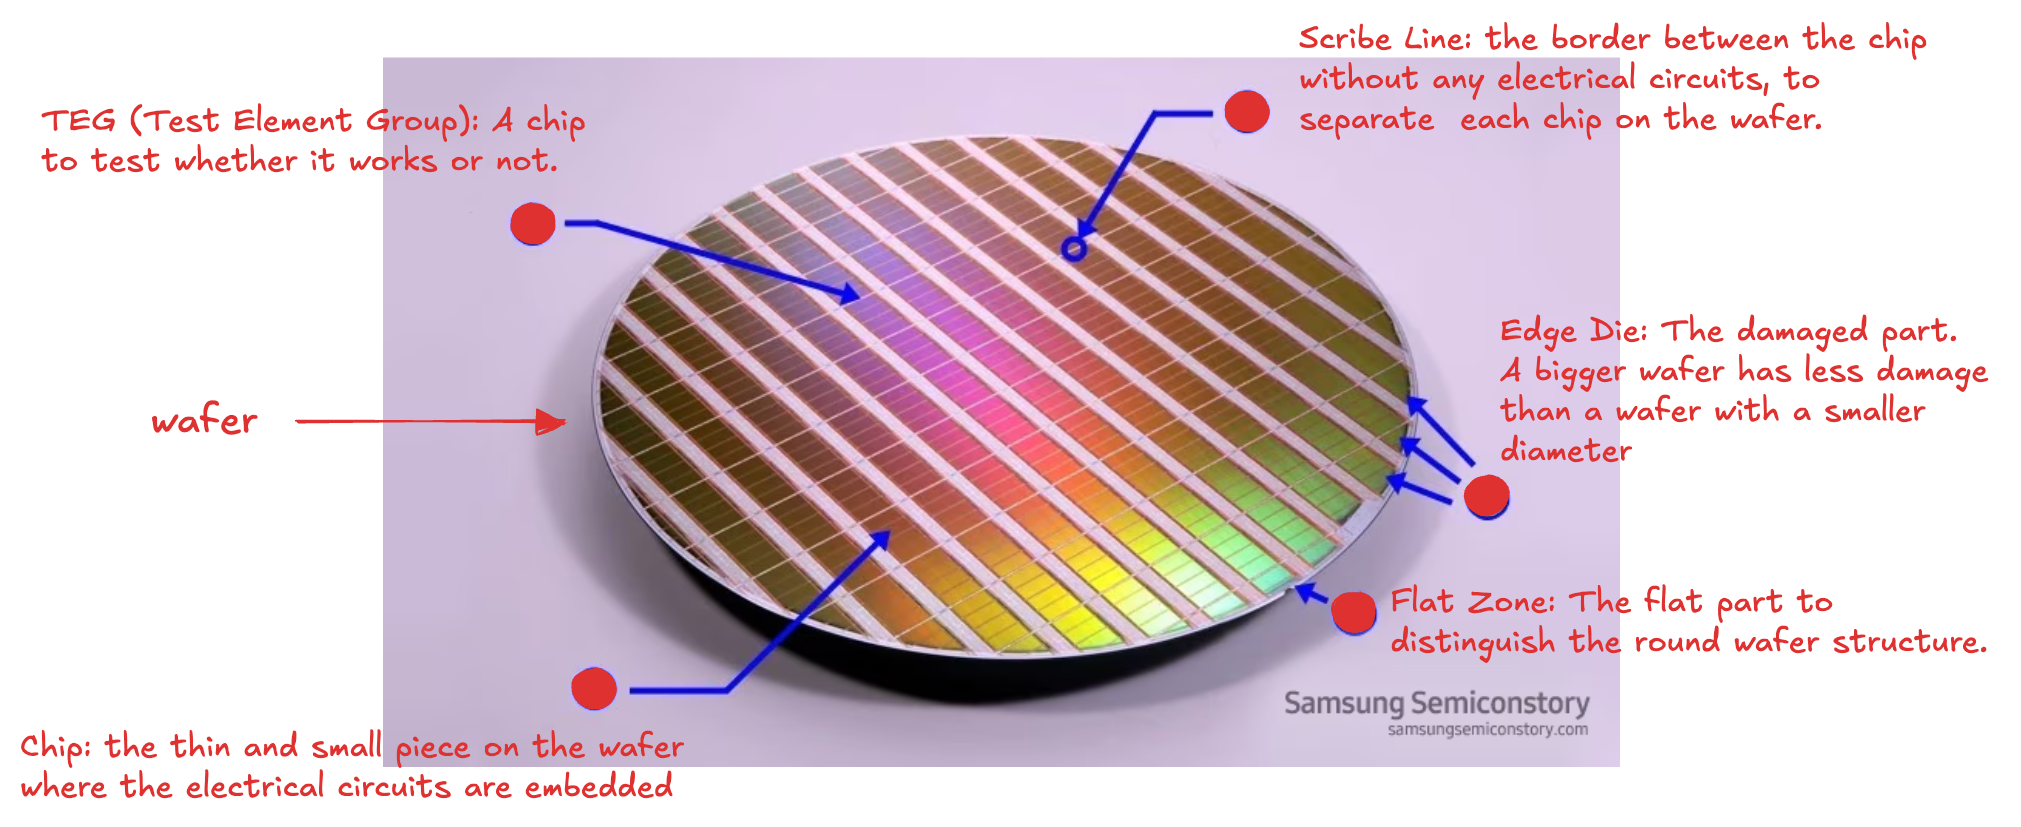 Scribe Line: the border between the chip
without any electrical circuits, to
separate each chip on the wafer.
TEG (Test Element Group): A chip
to test whether it works or not.
Edge Die: The damaged part.
A bigger wafer has less damage
than a wafer with a smaller
diameter
wafer
Flat Zone: The flat part to
distinguish the round wafer structure.
Samsung Semiconstory
samsungsemiconstory.com
Chip: the thin and small piece on the wafer
where the electrical circuits are embedded